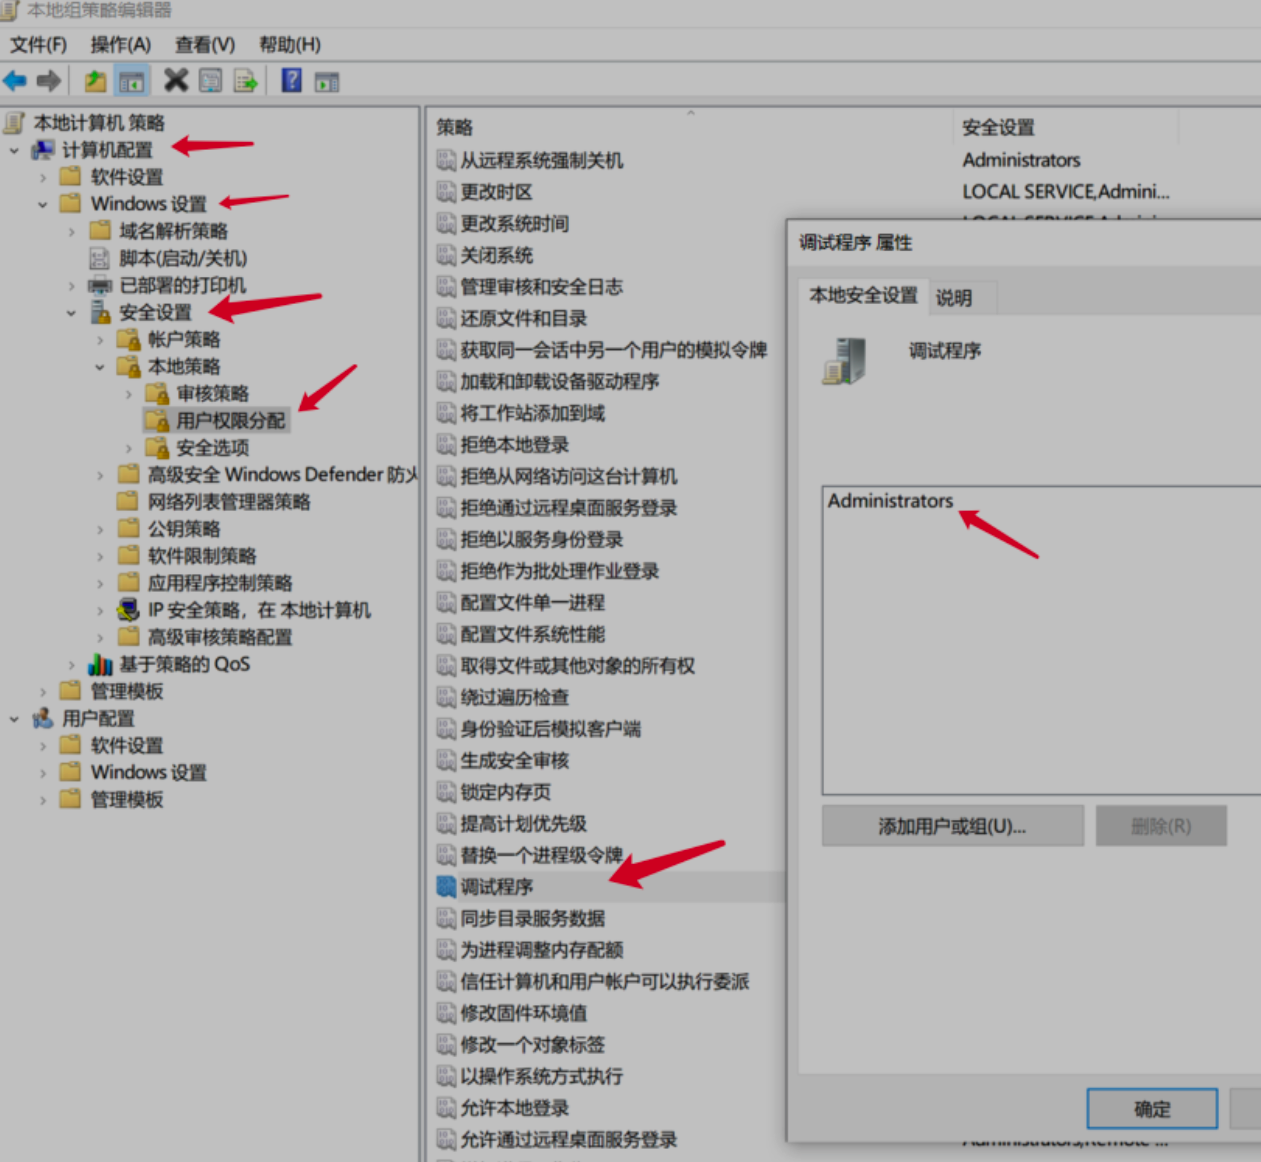 本地组策略编辑器
文件(F) 操作(A) 查看(V) 帮助(H)
本地计算机 策略
计算机配置
软件设置
Windows 设置
域名解析策略
脚本(启动/关机)
已部署的打印机
安全设置
帐户策略
本地策略
审核策略
用户权限分配
安全选项
高级安全 Windows Defender 防火
网络列表管理器策略
公钥策略
软件限制策略
应用程序控制策略
IP 安全策略，在 本地计算机
高级审核策略配置
基于策略的 QoS
管理模板
用户配置
软件设置
Windows 设置
管理模板
策略 安全设置
从远程系统强制关机 Administrators
更改时区 LOCAL SERVICE,Admini...
更改系统时间 LOCAL SERVICE,Admini...
关闭系统
管理审核和安全日志
还原文件和目录
获取同一会话中另一个用户的模拟令牌
加载和卸载设备驱动程序
将工作站添加到域
拒绝本地登录
拒绝从网络访问这台计算机
拒绝通过远程桌面服务登录
拒绝以服务身份登录
拒绝作为批处理作业登录
配置文件单一进程
配置文件系统性能
取得文件或其他对象的所有权
绕过遍历检查
身份验证后模拟客户端
生成安全审核
锁定内存页
提高计划优先级
替换一个进程级令牌
调试程序
同步目录服务数据
为进程调整内存配额
信任计算机和用户帐户可以执行委派
修改固件环境值
修改一个对象标签
以操作系统方式执行
允许本地登录
允许通过远程桌面服务登录 Administrators,Remote ...
调试程序 属性
本地安全设置 说明
调试程序
Administrators
添加用户或组(U)... 删除(R)
确定